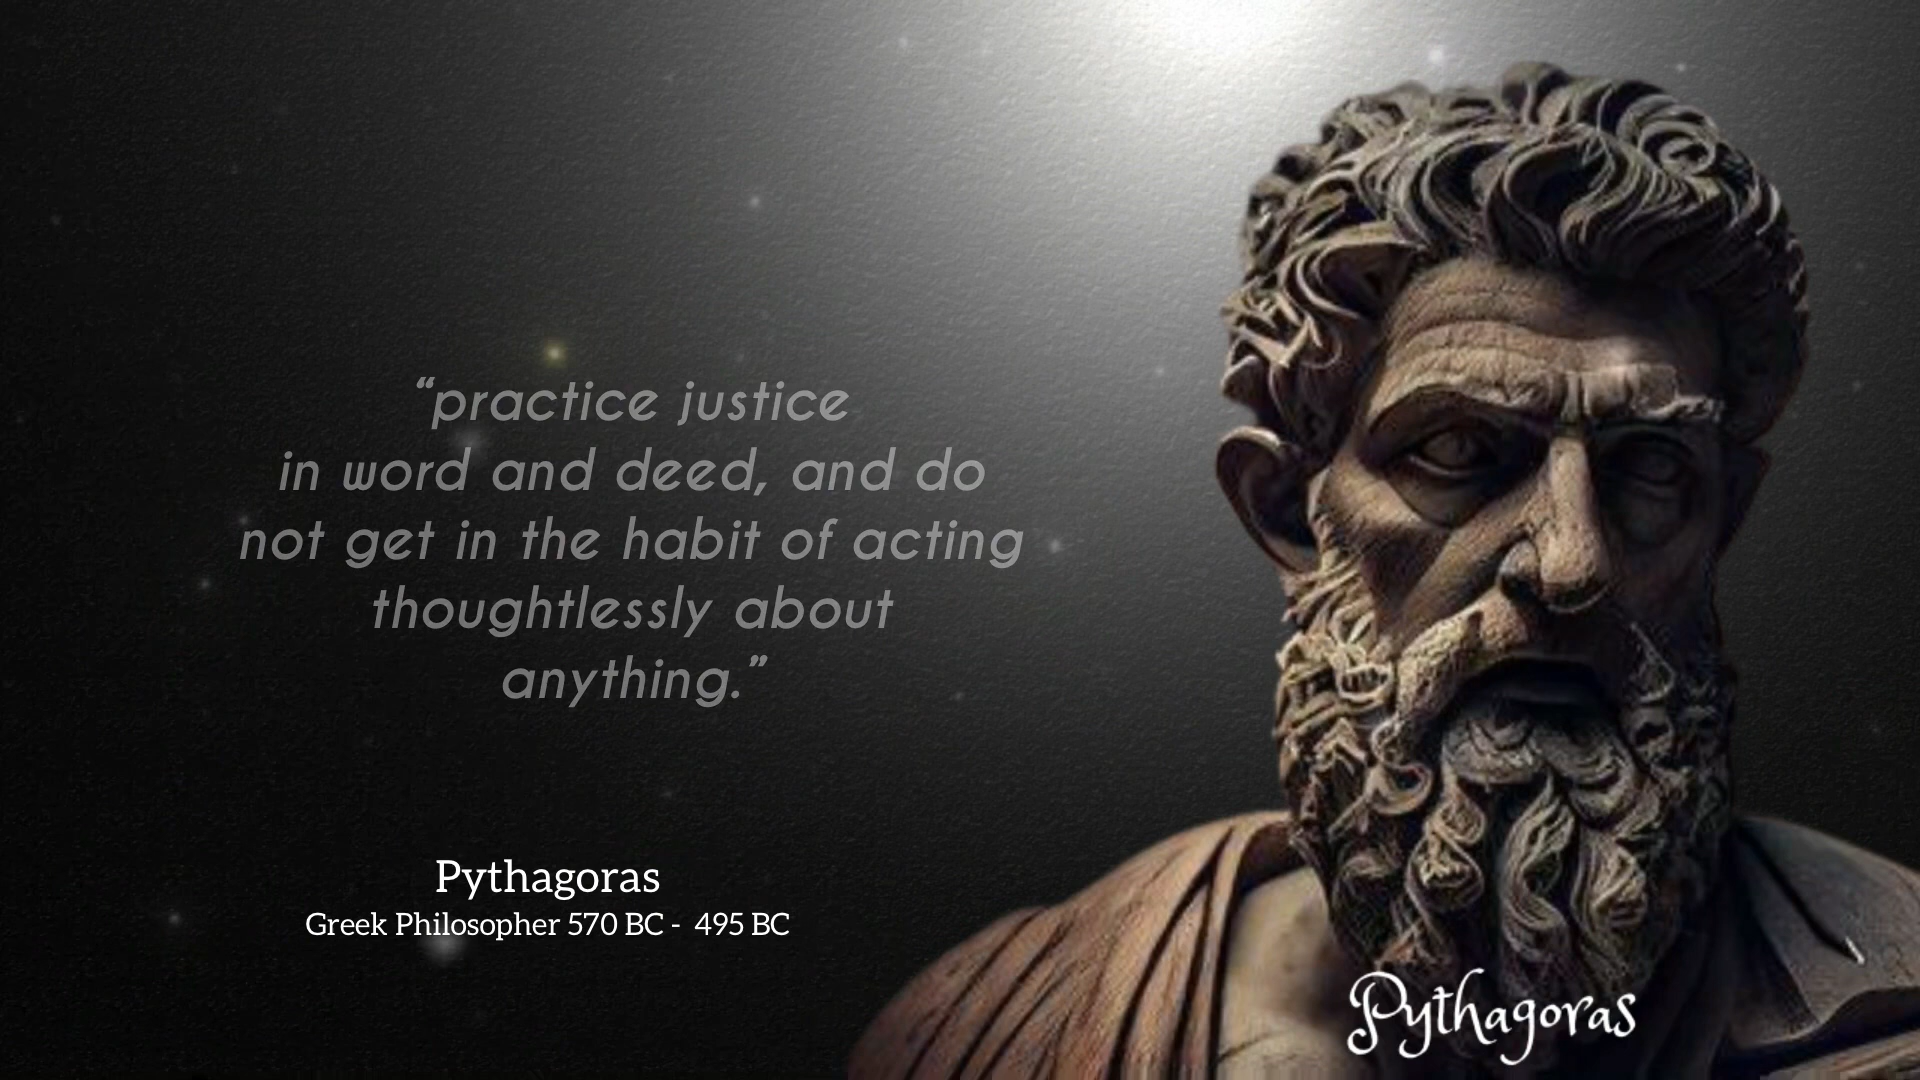 “practice justice
in word and deed, and do
not get in the habit of acting
thoughtlessly about
anything.”
Pythagoras
Greek Philosopher 570 BC -  495 BC
Pythagoras